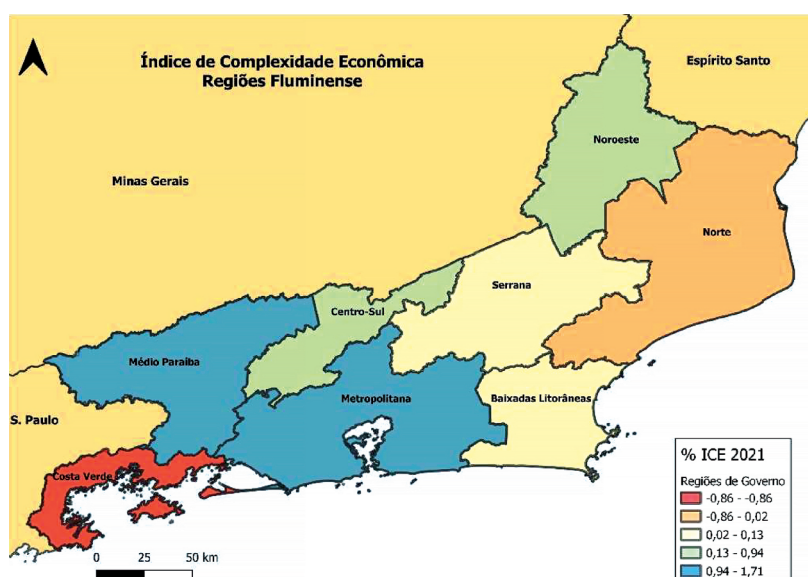 Índice de Complexidade Econômica
Regiões Fluminense
Espírito Santo
Noroeste
Minas Gerais
Norte
Serrana
Centro-Sul
Médio Paraiba
Metropolitana
Baixadas Litorâneas
S. Paulo
Costa Verde
% ICE 2021
Regiões de Governo
-0,86 - -0,86
-0,86 - 0,02
0,02 - 0,13
0,13 - 0,94
0,94 - 1,71
0 25 50 km